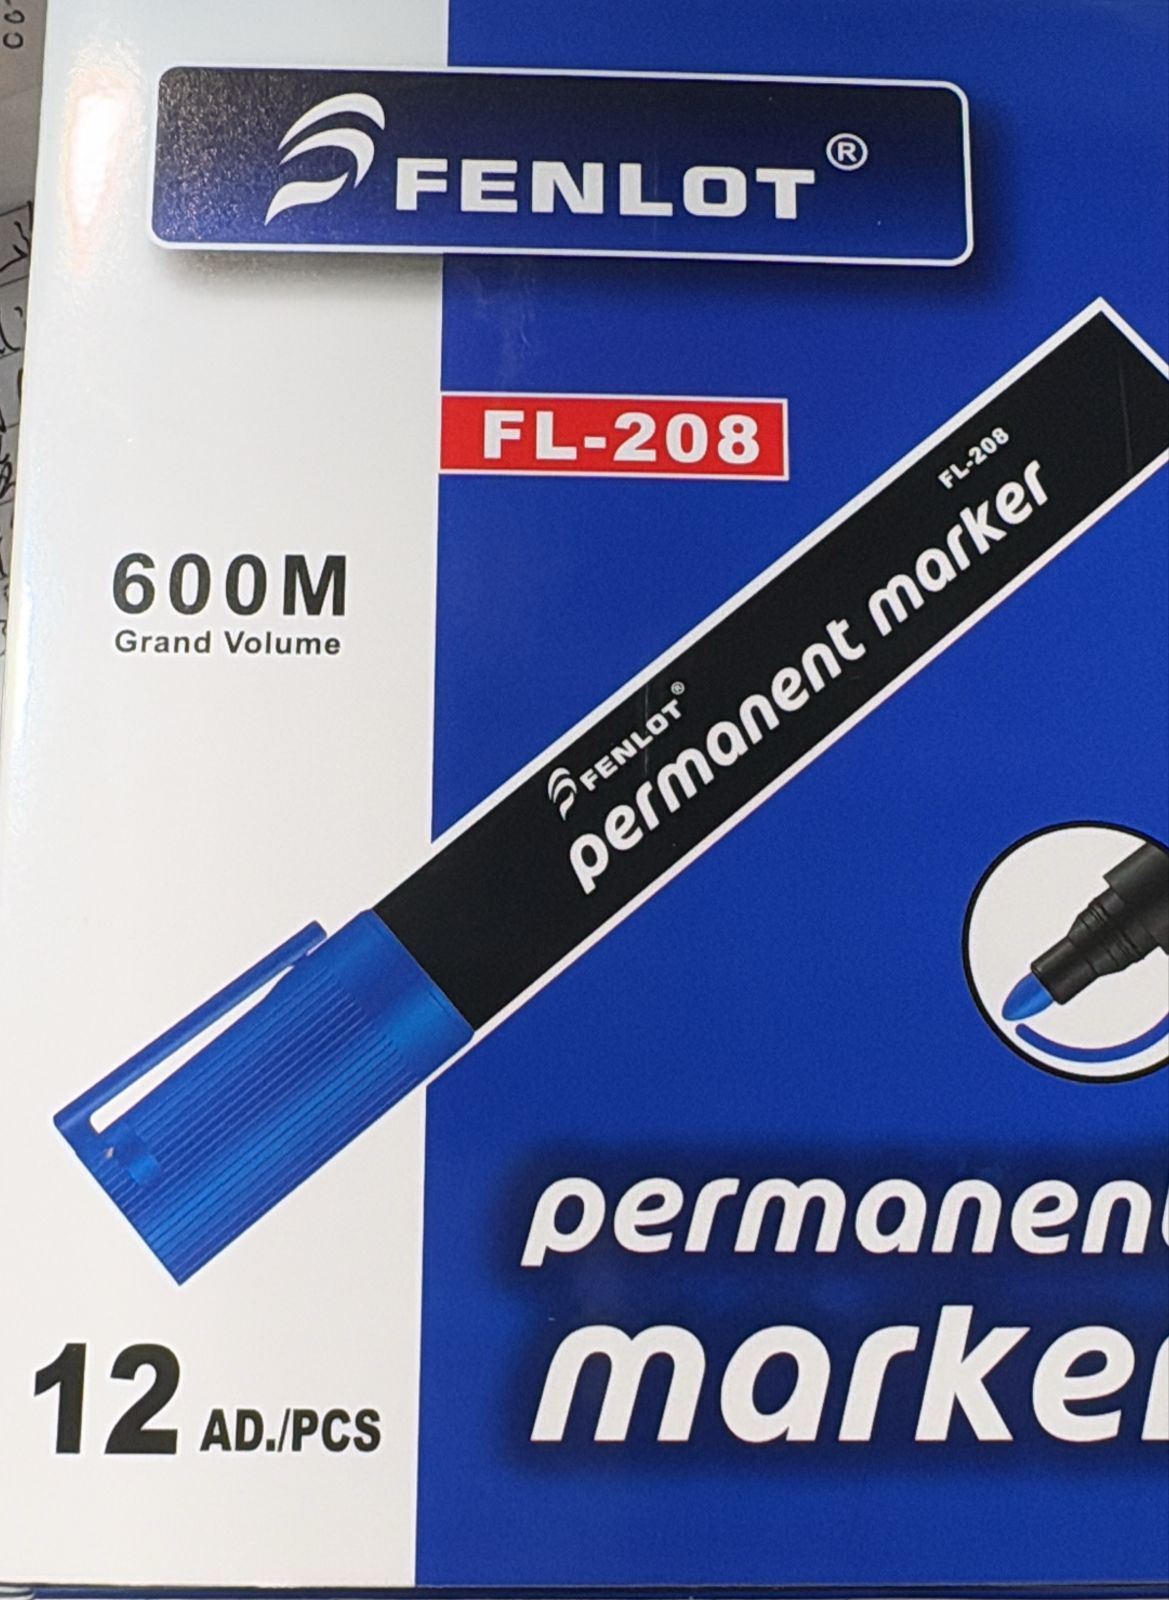 FENLOT®
FL-208
600M
Grand Volume
FL-208
FENLOT®
permanent marker
permanent
marker
12 AD./PCS